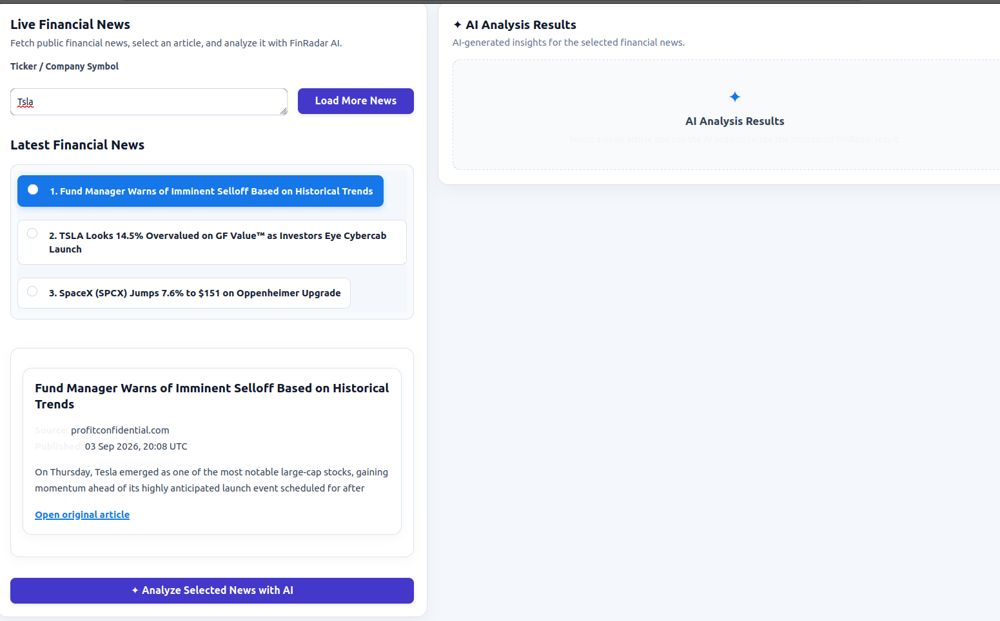 Live Financial News
Fetch public financial news, select an article, and analyze it with FinRadar AI.
Ticker / Company Symbol
Tsla
Load More News
Latest Financial News
1. Fund Manager Warns of Imminent Selloff Based on Historical Trends
2. TSLA Looks 14.5% Overvalued on GF Value™ as Investors Eye Cybercab
Launch
3. SpaceX (SPCX) Jumps 7.6% to $151 on Oppenheimer Upgrade
Fund Manager Warns of Imminent Selloff Based on Historical
Trends
Source: profitconfidential.com
Published: 03 Sep 2026, 20:08 UTC
On Thursday, Tesla emerged as one of the most notable large-cap stocks, gaining
momentum ahead of its highly anticipated launch event scheduled for after
Open original article
✦ Analyze Selected News with AI
✦ AI Analysis Results
AI-generated insights for the selected financial news.
✦
AI Analysis Results
Select a news article and run the AI analysis to see the structured FinRadar result.